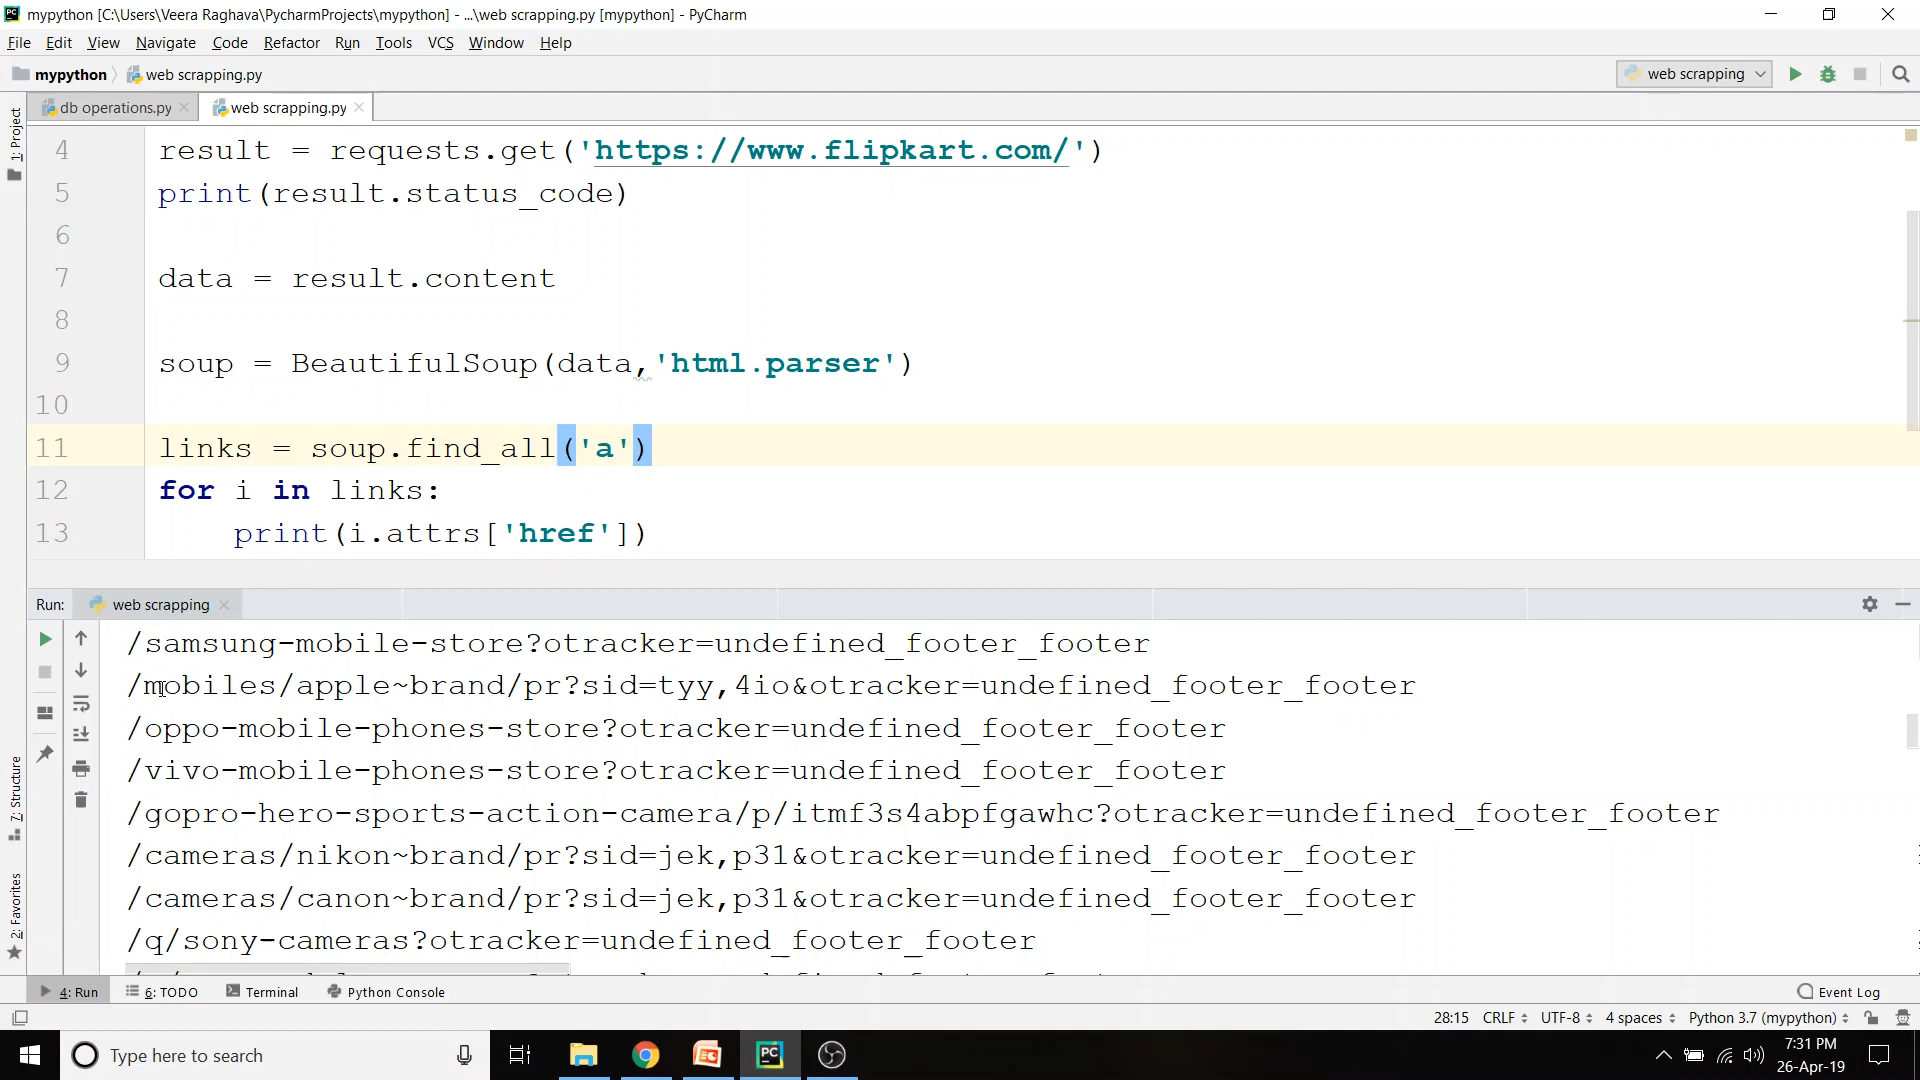 mypython [C:\Users\Veera Raghava\PycharmProjects\mypython] - ...\web scrapping.py [mypython] - PyCharm
File Edit View Navigate Code Refactor Run Tools VCS Window Help
mypython web scrapping.py web scrapping
db operations.py web scrapping.py
1: Project
4 result = requests.get('https://www.flipkart.com/')
5 print(result.status_code)
6
7 data = result.content
8
9 soup = BeautifulSoup(data,'html.parser')
10
11 links = soup.find_all('a')
12 for i in links:
13 print(i.attrs['href'])
Run: web scrapping
/samsung-mobile-store?otracker=undefined_footer_footer
/mobiles/apple~brand/pr?sid=tyy,4io&otracker=undefined_footer_footer
/oppo-mobile-phones-store?otracker=undefined_footer_footer
/vivo-mobile-phones-store?otracker=undefined_footer_footer
/gopro-hero-sports-action-camera/p/itmf3s4abpfgawhc?otracker=undefined_footer_footer
/cameras/nikon~brand/pr?sid=jek,p31&otracker=undefined_footer_footer
/cameras/canon~brand/pr?sid=jek,p31&otracker=undefined_footer_footer
/q/sony-cameras?otracker=undefined_footer_footer
7: Structure
2: Favorites
4: Run 6: TODO Terminal Python Console Event Log
28:15 CRLF UTF-8 4 spaces Python 3.7 (mypython)
Type here to search
7:31 PM
26-Apr-19